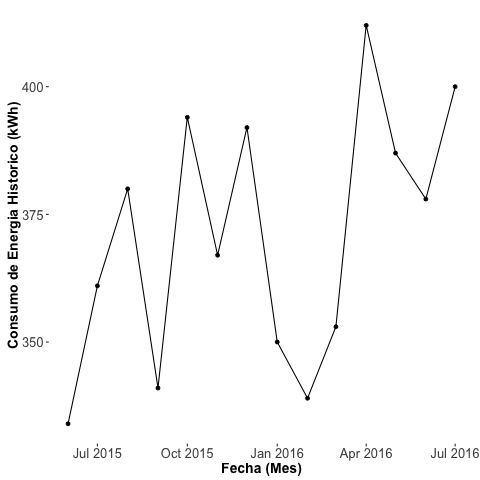 Consumo de Energia Historico (kWh)
400
375
350
Jul 2015 Oct 2015 Jan 2016 Apr 2016 Jul 2016
Fecha (Mes)